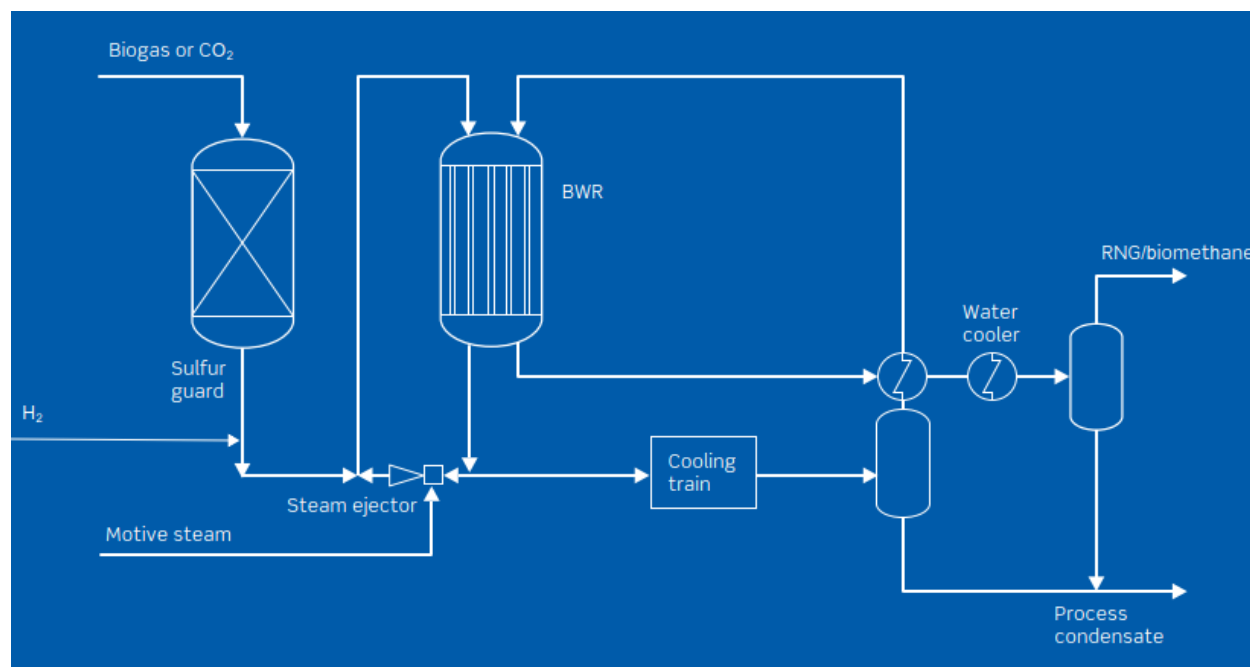 Biogas or CO₂
BWR
RNG/biomethane
Water
cooler
Sulfur
guard
H₂
Cooling
train
Steam ejector
Motive steam
Process
condensate